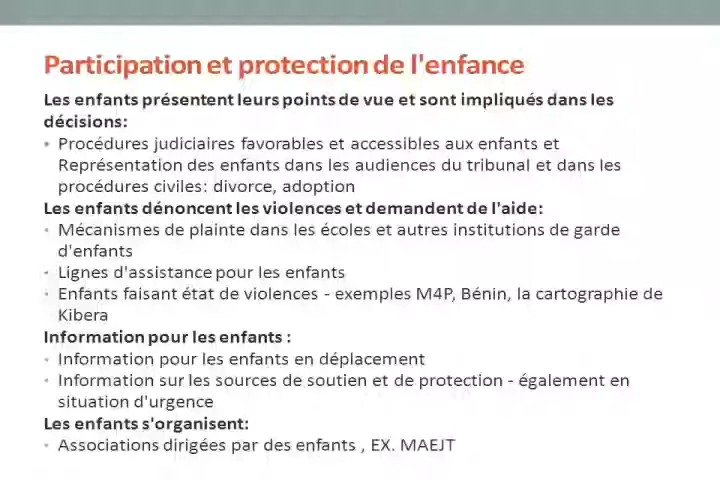 Participation et protection de l'enfance
Les enfants présentent leurs points de vue et sont impliqués dans les
décisions:
• Procédures judiciaires favorables et accessibles aux enfants et
Représentation des enfants dans les audiences du tribunal et dans les
procédures civiles: divorce, adoption
Les enfants dénoncent les violences et demandent de l'aide:
• Mécanismes de plainte dans les écoles et autres institutions de garde
d'enfants
• Lignes d'assistance pour les enfants
• Enfants faisant état de violences - exemples M4P, Bénin, la cartographie de
Kibera
Information pour les enfants :
• Information pour les enfants en déplacement
• Information sur les sources de soutien et de protection - également en
situation d'urgence
Les enfants s'organisent:
• Associations dirigées par des enfants , EX. MAEJT